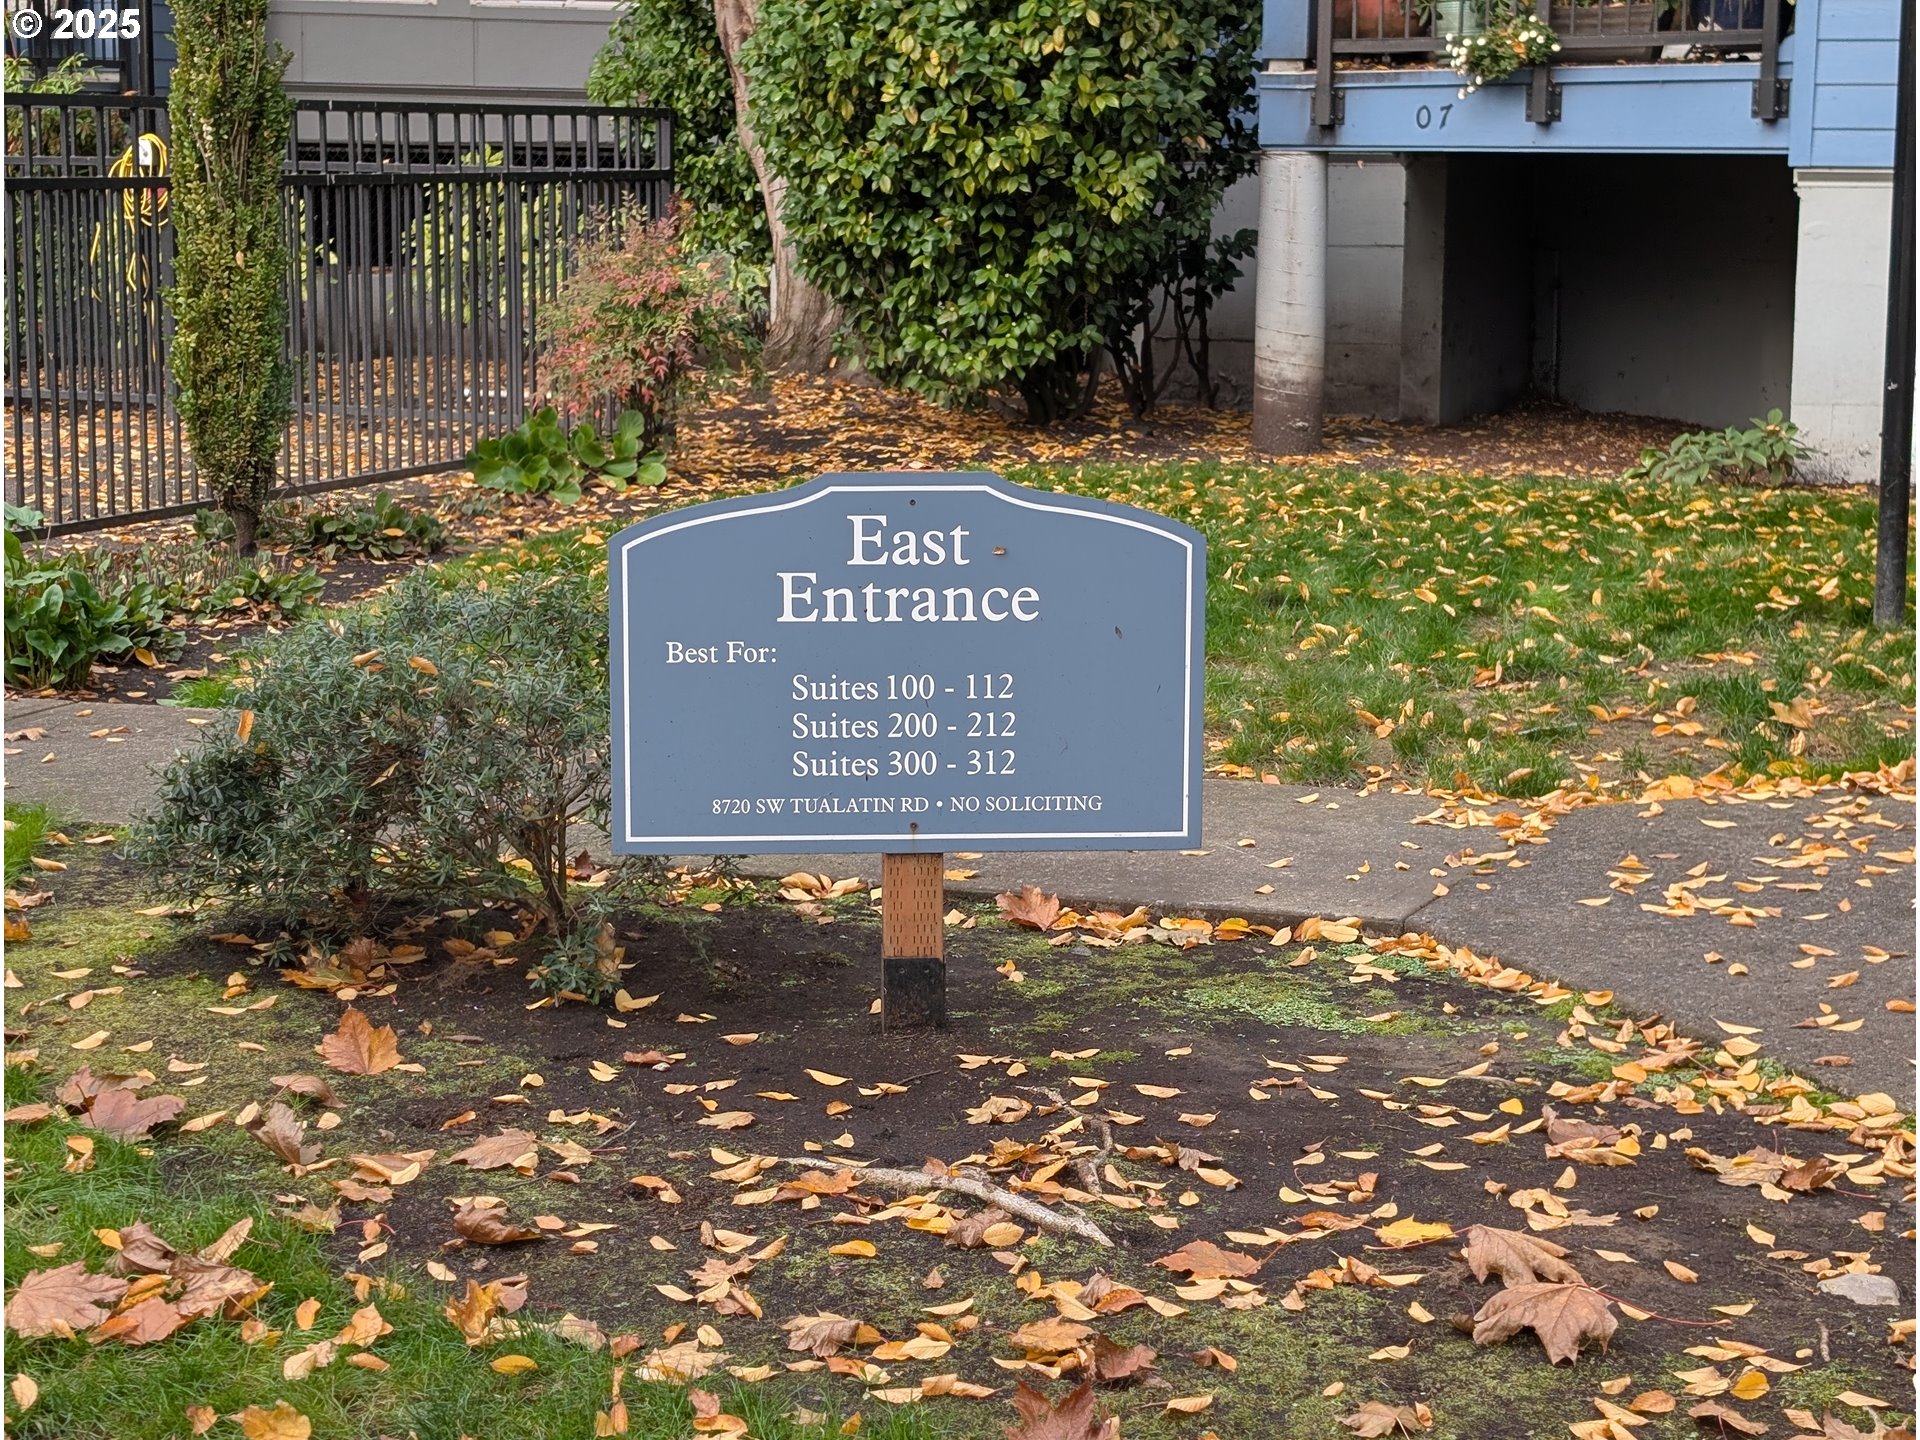 © 2025
07
East
Entrance
Best For:
Suites 100 - 112
Suites 200 - 212
Suites 300 - 312
8720 SW TUALATIN RD • NO SOLICITING